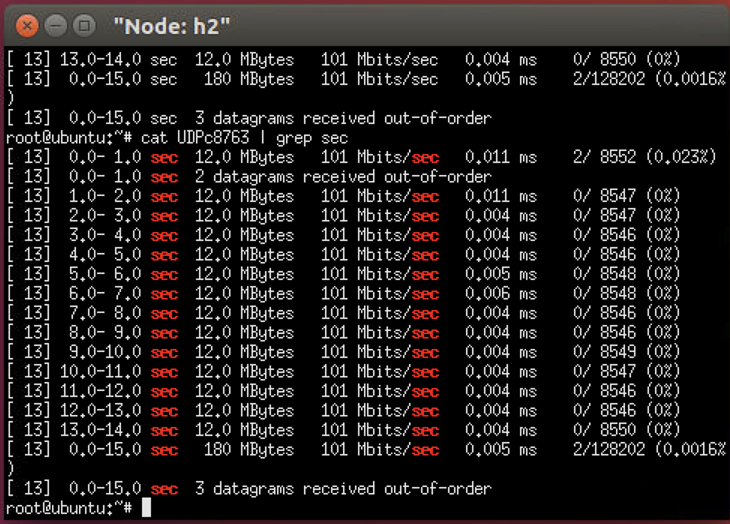 "Node: h2"
[ 13] 13.0-14.0 sec  12.0 MBytes   101 Mbits/sec   0.004 ms    0/ 8550 (0%)
[ 13]  0.0-15.0 sec   180 MBytes   101 Mbits/sec   0.005 ms    2/128202 (0.0016%
)
[ 13]  0.0-15.0 sec  3 datagrams received out-of-order
root@ubuntu:~# cat UDPc8763 | grep sec
[ 13]  0.0- 1.0 sec  12.0 MBytes   101 Mbits/sec   0.011 ms    2/ 8552 (0.023%)
[ 13]  0.0- 1.0 sec  2 datagrams received out-of-order
[ 13]  1.0- 2.0 sec  12.0 MBytes   101 Mbits/sec   0.011 ms    0/ 8547 (0%)
[ 13]  2.0- 3.0 sec  12.0 MBytes   101 Mbits/sec   0.004 ms    0/ 8547 (0%)
[ 13]  3.0- 4.0 sec  12.0 MBytes   101 Mbits/sec   0.004 ms    0/ 8546 (0%)
[ 13]  4.0- 5.0 sec  12.0 MBytes   101 Mbits/sec   0.004 ms    0/ 8546 (0%)
[ 13]  5.0- 6.0 sec  12.0 MBytes   101 Mbits/sec   0.005 ms    0/ 8548 (0%)
[ 13]  6.0- 7.0 sec  12.0 MBytes   101 Mbits/sec   0.006 ms    0/ 8548 (0%)
[ 13]  7.0- 8.0 sec  12.0 MBytes   101 Mbits/sec   0.004 ms    0/ 8546 (0%)
[ 13]  8.0- 9.0 sec  12.0 MBytes   101 Mbits/sec   0.004 ms    0/ 8546 (0%)
[ 13]  9.0-10.0 sec  12.0 MBytes   101 Mbits/sec   0.004 ms    0/ 8549 (0%)
[ 13] 10.0-11.0 sec  12.0 MBytes   101 Mbits/sec   0.004 ms    0/ 8547 (0%)
[ 13] 11.0-12.0 sec  12.0 MBytes   101 Mbits/sec   0.004 ms    0/ 8546 (0%)
[ 13] 12.0-13.0 sec  12.0 MBytes   101 Mbits/sec   0.004 ms    0/ 8546 (0%)
[ 13] 13.0-14.0 sec  12.0 MBytes   101 Mbits/sec   0.004 ms    0/ 8550 (0%)
[ 13]  0.0-15.0 sec   180 MBytes   101 Mbits/sec   0.005 ms    2/128202 (0.0016%
)
[ 13]  0.0-15.0 sec  3 datagrams received out-of-order
root@ubuntu:~#